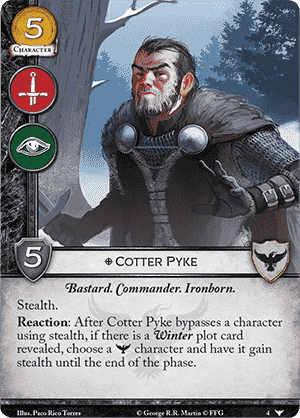 5
CHARACTER
5
COTTER PYKE
Bastard. Commander. Ironborn.
Stealth.
Reaction: After Cotter Pyke bypasses a character
using stealth, if there is a Winter plot card
revealed, choose a character and have it gain
stealth until the end of the phase.
Illus. Paco Rico Torres © George R.R. Martin © FFG 4